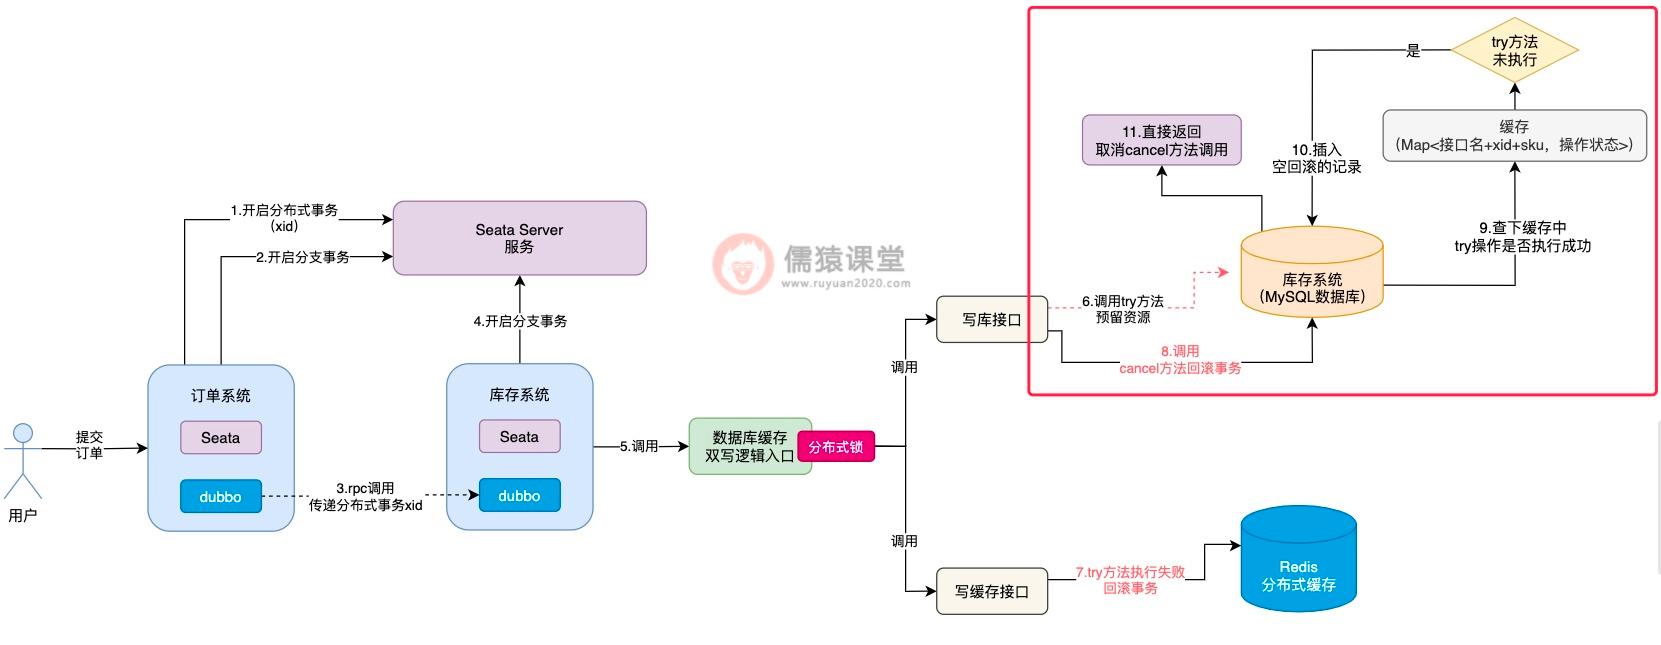 try方法
未执行
是
缓存
（Map<接口名+xid+sku，操作状态>）
11.直接返回
取消cancel方法调用
10.插入
空回滚的记录
9.查下缓存中
try操作是否执行成功
1.开启分布式事务
（xid）
Seata Server
服务
2.开启分支事务
儒猿课堂
www.ruyuan2020.com
库存系统
（MySQL数据库）
6.调用try方法
预留资源
写库接口
4.开启分支事务
8.调用
cancel方法回滚事务
调用
订单系统
库存系统
Seata
Seata
提交
订单
5.调用
数据库缓存
双写逻辑入口
分布式锁
dubbo
3.rpc调用
传递分布式事务xid
dubbo
用户
调用
写缓存接口
7.try方法执行失败
回滚事务
Redis
分布式缓存